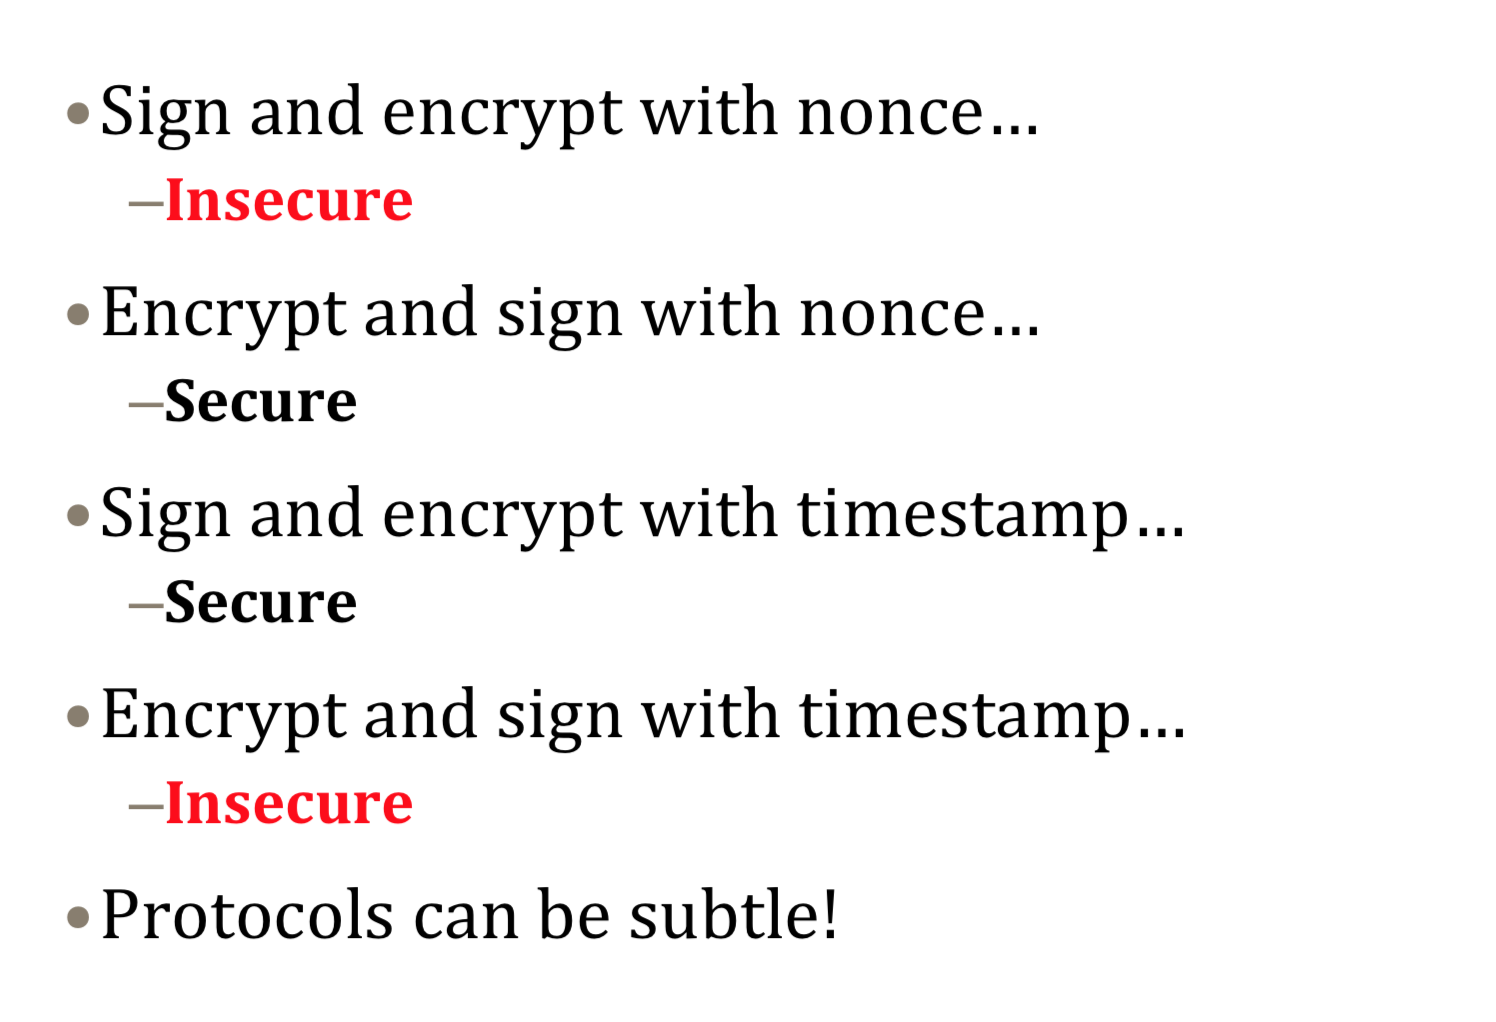 •Sign and encrypt with nonce…
–Insecure
•Encrypt and sign with nonce…
–Secure
•Sign and encrypt with timestamp…
–Secure
•Encrypt and sign with timestamp…
–Insecure
•Protocols can be subtle!